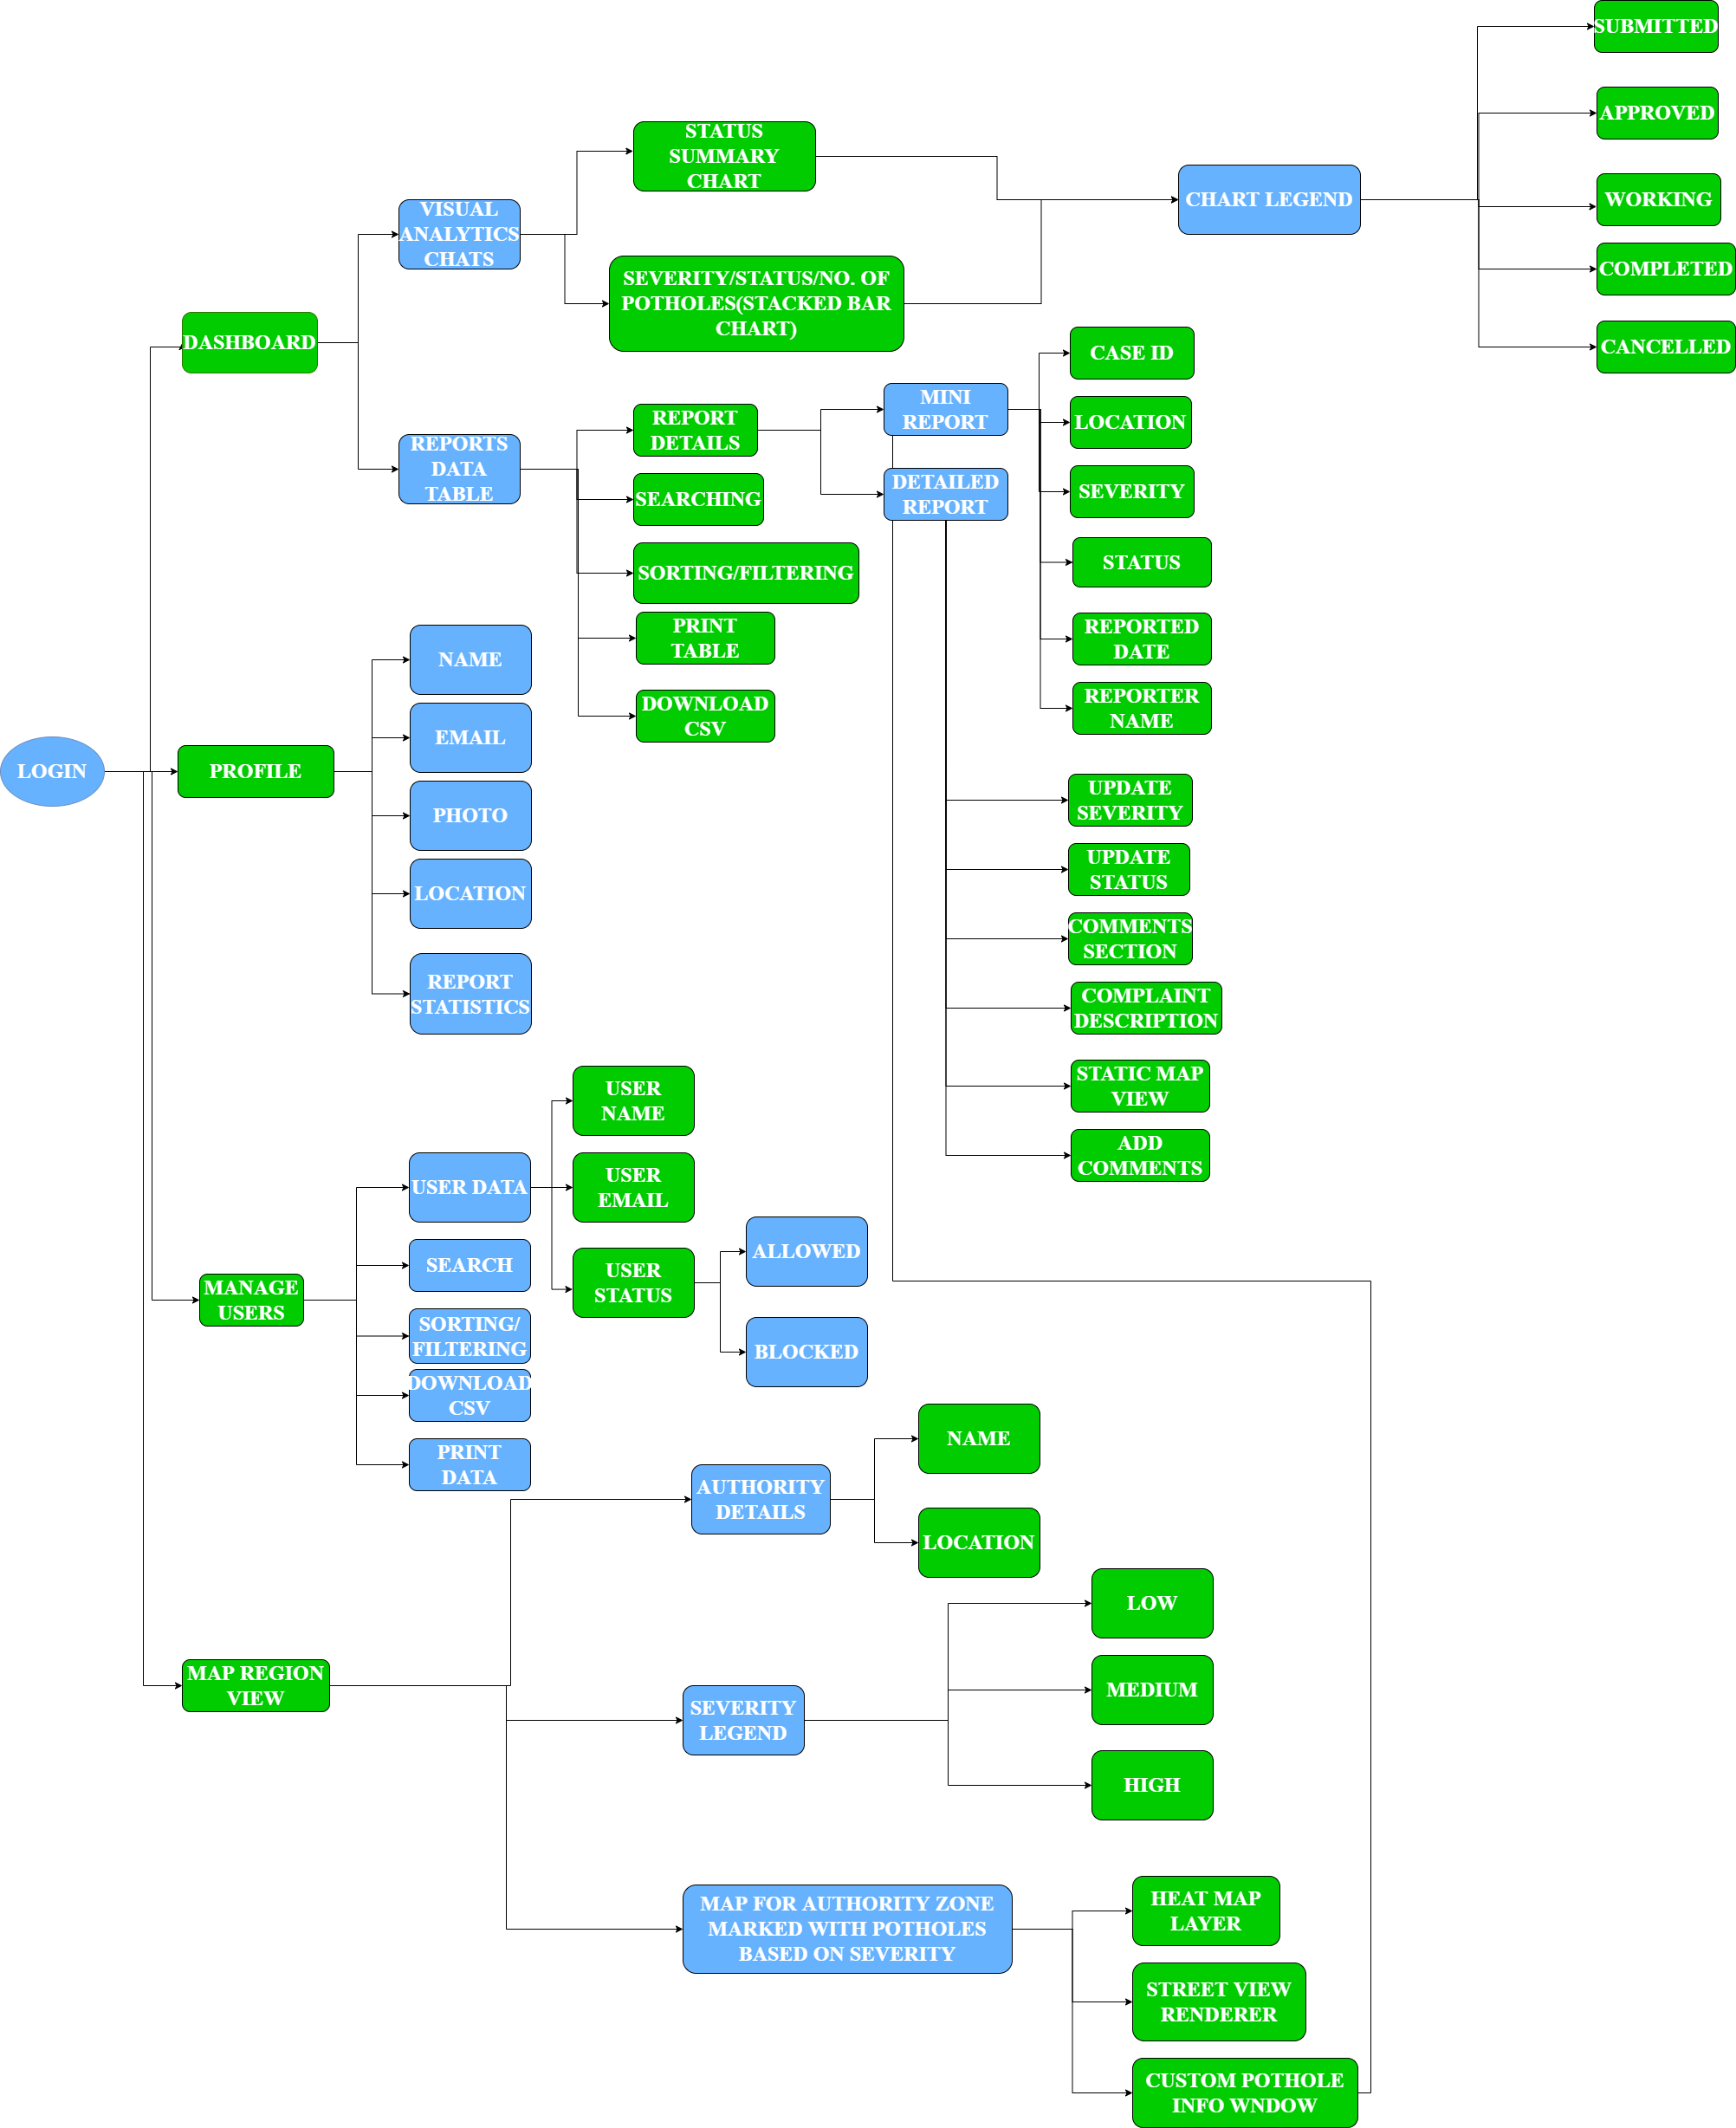 SUBMITTED
APPROVED
WORKING
COMPLETED
CANCELLED
STATUS
SUMMARY
CHART
CHART LEGEND
VISUAL
ANALYTICS
CHATS
SEVERITY/STATUS/NO. OF
POTHOLES(STACKED BAR
CHART)
DASHBOARD
REPORTS
DATA
TABLE
REPORT
DETAILS
SEARCHING
SORTING/FILTERING
PRINT
TABLE
DOWNLOAD
CSV
MINI
REPORT
DETAILED
REPORT
CASE ID
LOCATION
SEVERITY
STATUS
REPORTED
DATE
REPORTER
NAME
UPDATE
SEVERITY
UPDATE
STATUS
COMMENTS
SECTION
COMPLAINT
DESCRIPTION
STATIC MAP
VIEW
ADD
COMMENTS
LOGIN
PROFILE
NAME
EMAIL
PHOTO
LOCATION
REPORT
STATISTICS
MANAGE
USERS
USER DATA
SEARCH
SORTING/
FILTERING
DOWNLOAD
CSV
PRINT
DATA
USER
NAME
USER
EMAIL
USER
STATUS
ALLOWED
BLOCKED
MAP REGION
VIEW
AUTHORITY
DETAILS
NAME
LOCATION
SEVERITY
LEGEND
LOW
MEDIUM
HIGH
MAP FOR AUTHORITY ZONE
MARKED WITH POTHOLES
BASED ON SEVERITY
HEAT MAP
LAYER
STREET VIEW
RENDERER
CUSTOM POTHOLE
INFO WNDOW